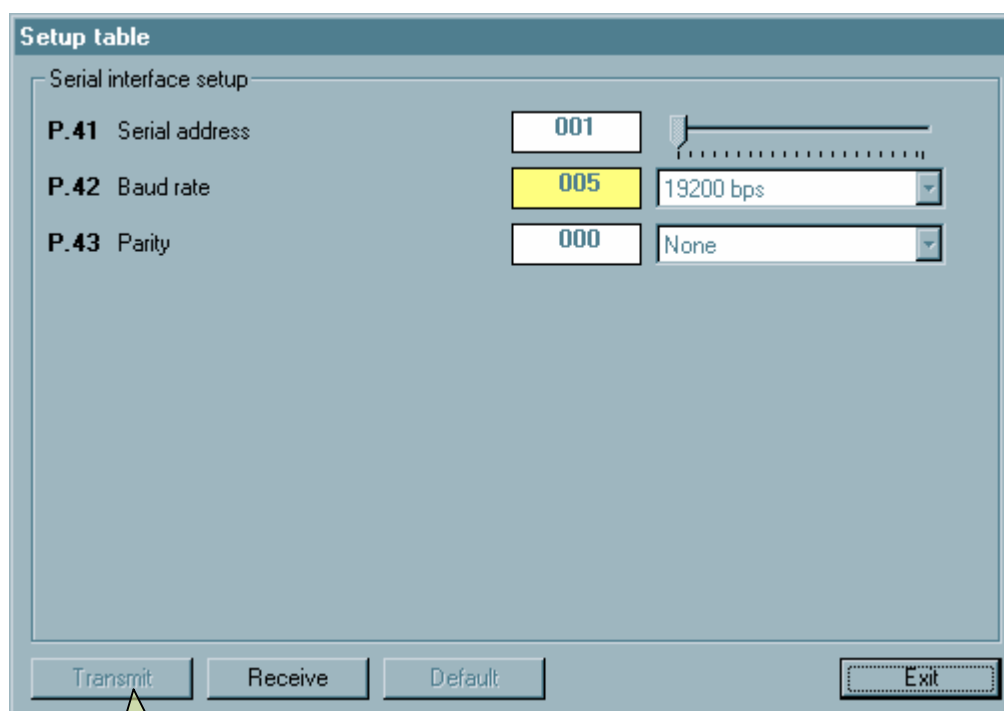 Setup table
Serial interface setup
P.41 Serial address 001
P.42 Baud rate 005 19200 bps
P.43 Parity 000 None
Transmit Receive Default Exit